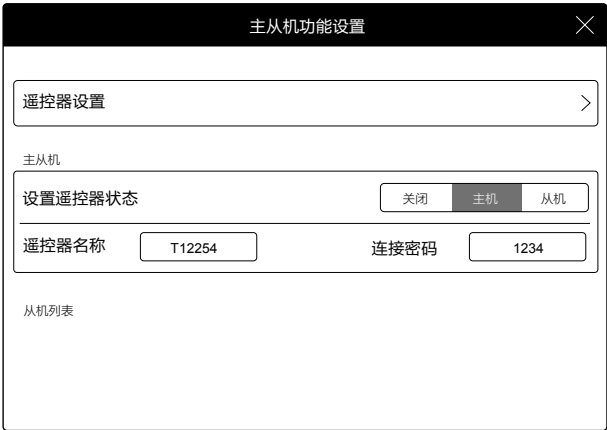 主从机功能设置
遥控器设置
主从机
设置遥控器状态 关闭 主机 从机
遥控器名称 T12254 连接密码 1234
从机列表